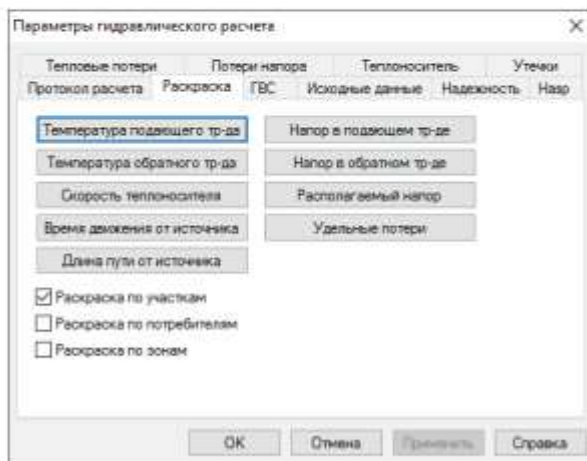 Параметры гидравлического расчета
Тепловые потери Потери напора Теплоноситель Утечки
Протокол расчета Раскраска ГВС Исходные данные Надежность Назр
Температура подающего тр-да Напор в подающем тр-де
Температура обратного тр-да Напор в обратном тр-де
Скорость теплоносителя Располагаемый напор
Время движения от источника Удельные потери
Длина пути от источника
Раскраска по участкам
Раскраска по потребителям
Раскраска по зонам
OK Отмена Применить Справка